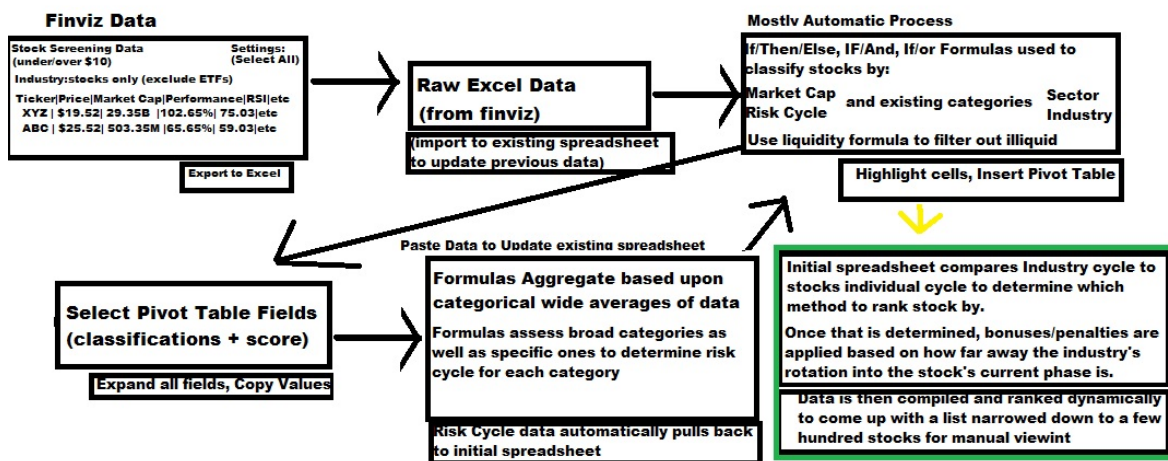 Finviz Data
Stock Screening Data
(under/over $10)
Settings:
(Select All)
Industry:stocks only (exclude ETFs)
Ticker|Price|Market Cap|Performance|RSI|etc
XYZ | $19.52| 29.35B |102.65%| 75.03|etc
ABC | $25.52| 503.35M |65.65%| 59.03|etc
Export to Excel
Raw Excel Data
(from finviz)
(import to existing spreadsheet
to update previous data)
Mostly Automatic Process
If/Then/Else, IF/And, If/or Formulas used to
classify stocks by:
Market Cap
Risk Cycle
and existing categories
Sector
Industry
Use liquidity formula to filter out illiquid
Highlight cells, Insert Pivot Table
Select Pivot Table Fields
(classifications + score)
Expand all fields, Copy Values
Paste Data to Update existing spreadsheet
Formulas Aggregate based upon
categorical wide averages of data
Formulas assess broad categories as
well as specific ones to determine risk
cycle for each category
Risk Cycle data automatically pulls back
to initial spreadsheet
Initial spreadsheet compares Industry cycle to
stocks individual cycle to determine which
method to rank stock by.
Once that is determined, bonuses/penalties are
applied based on how far away the industry's
rotation into the stock's current phase is.
Data is then compiled and ranked dynamically
to come up with a list narrowed down to a few
hundred stocks for manual viewint